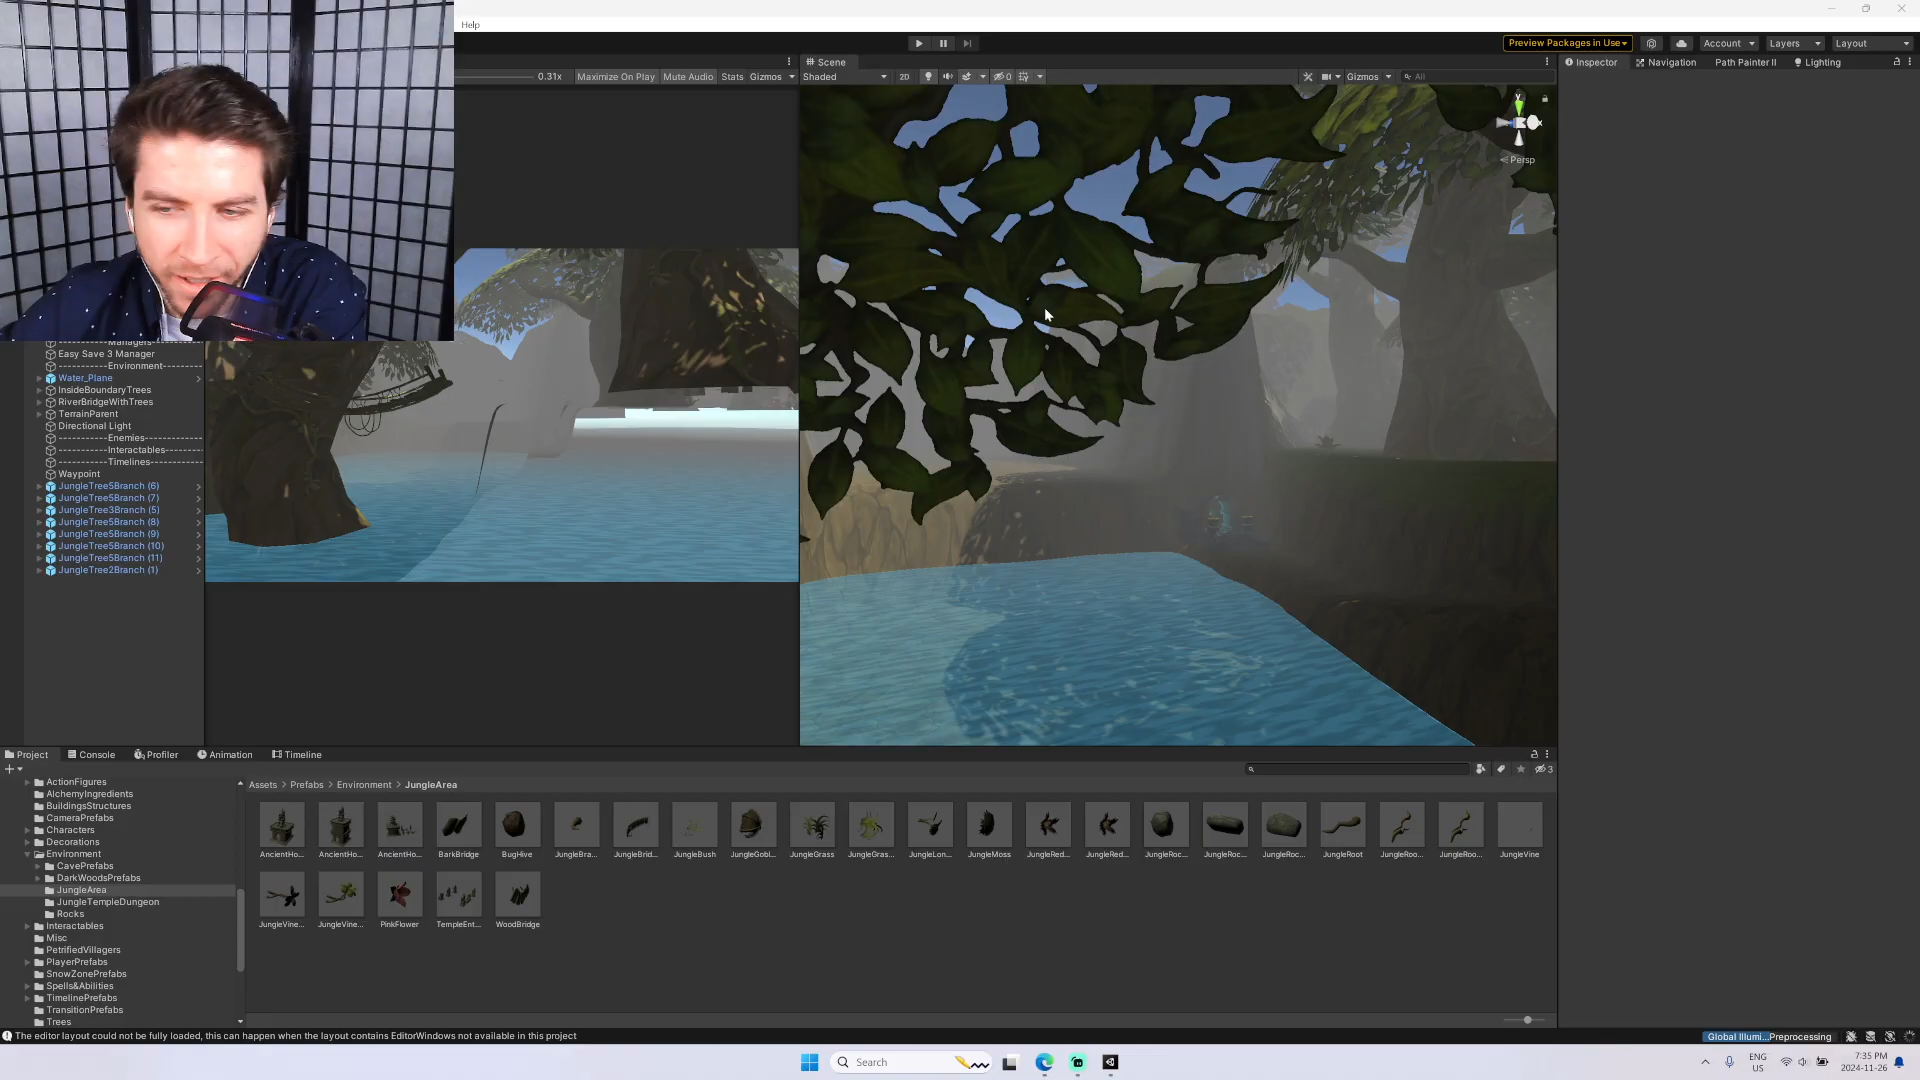 Help
Preview Packages in Use
Account
Layers
Layout
0.31x
Maximize On Play
Mute Audio
Stats
Gizmos
Scene
Shaded
2D
0
Gizmos
All
Inspector
Navigation
Path Painter II
Lighting
y
x
Persp
----------Managers----------
Easy Save 3 Manager
-----------Environment-----------
Water_Plane
InsideBoundaryTrees
RiverBridgeWithTrees
TerrainParent
Directional Light
-----------Enemies-----------
-----------Interactables---------
-----------Timelines-----------
Waypoint
JungleTree5Branch (6)
JungleTree5Branch (7)
JungleTree3Branch (5)
JungleTree5Branch (8)
JungleTree5Branch (9)
JungleTree5Branch (10)
JungleTree5Branch (11)
JungleTree2Branch (1)
Project
Console
Profiler
Animation
Timeline
3
ActionFigures
AlchemyIngredients
BuildingsStructures
CameraPrefabs
Characters
Decorations
Environment
CavePrefabs
DarkWoodsPrefabs
JungleArea
JungleTempleDungeon
Rocks
Interactables
Misc
PetrifiedVillagers
PlayerPrefabs
SnowZonePrefabs
Spells&Abilities
TimelinePrefabs
TransitionPrefabs
Trees
Assets > Prefabs > Environment > JungleArea
AncientHo... AncientHo... AncientHo... BarkBridge BugHive JungleBra... JungleBrid... JungleBush JungleGobl... JungleGrass JungleGras... JungleLon... JungleMoss JungleRed... JungleRed... JungleRoc... JungleRoc... JungleRoc... JungleRoot JungleRoo... JungleRoo... JungleVine
JungleVine... JungleVine... PinkFlower TempleEnt... WoodBridge
The editor layout could not be fully loaded, this can happen when the layout contains EditorWindows not available in this project
Global Illumi... Preprocessing
Search
ENG
US
7:35 PM
2024-11-26